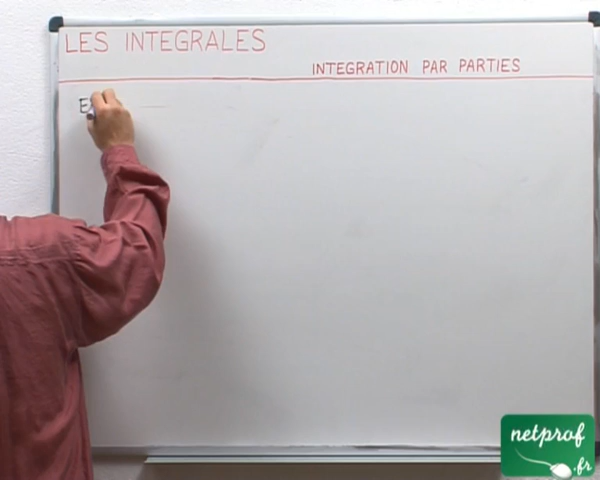 LES INTEGRALES
INTEGRATION PAR PARTIES
E
netprof
.fr